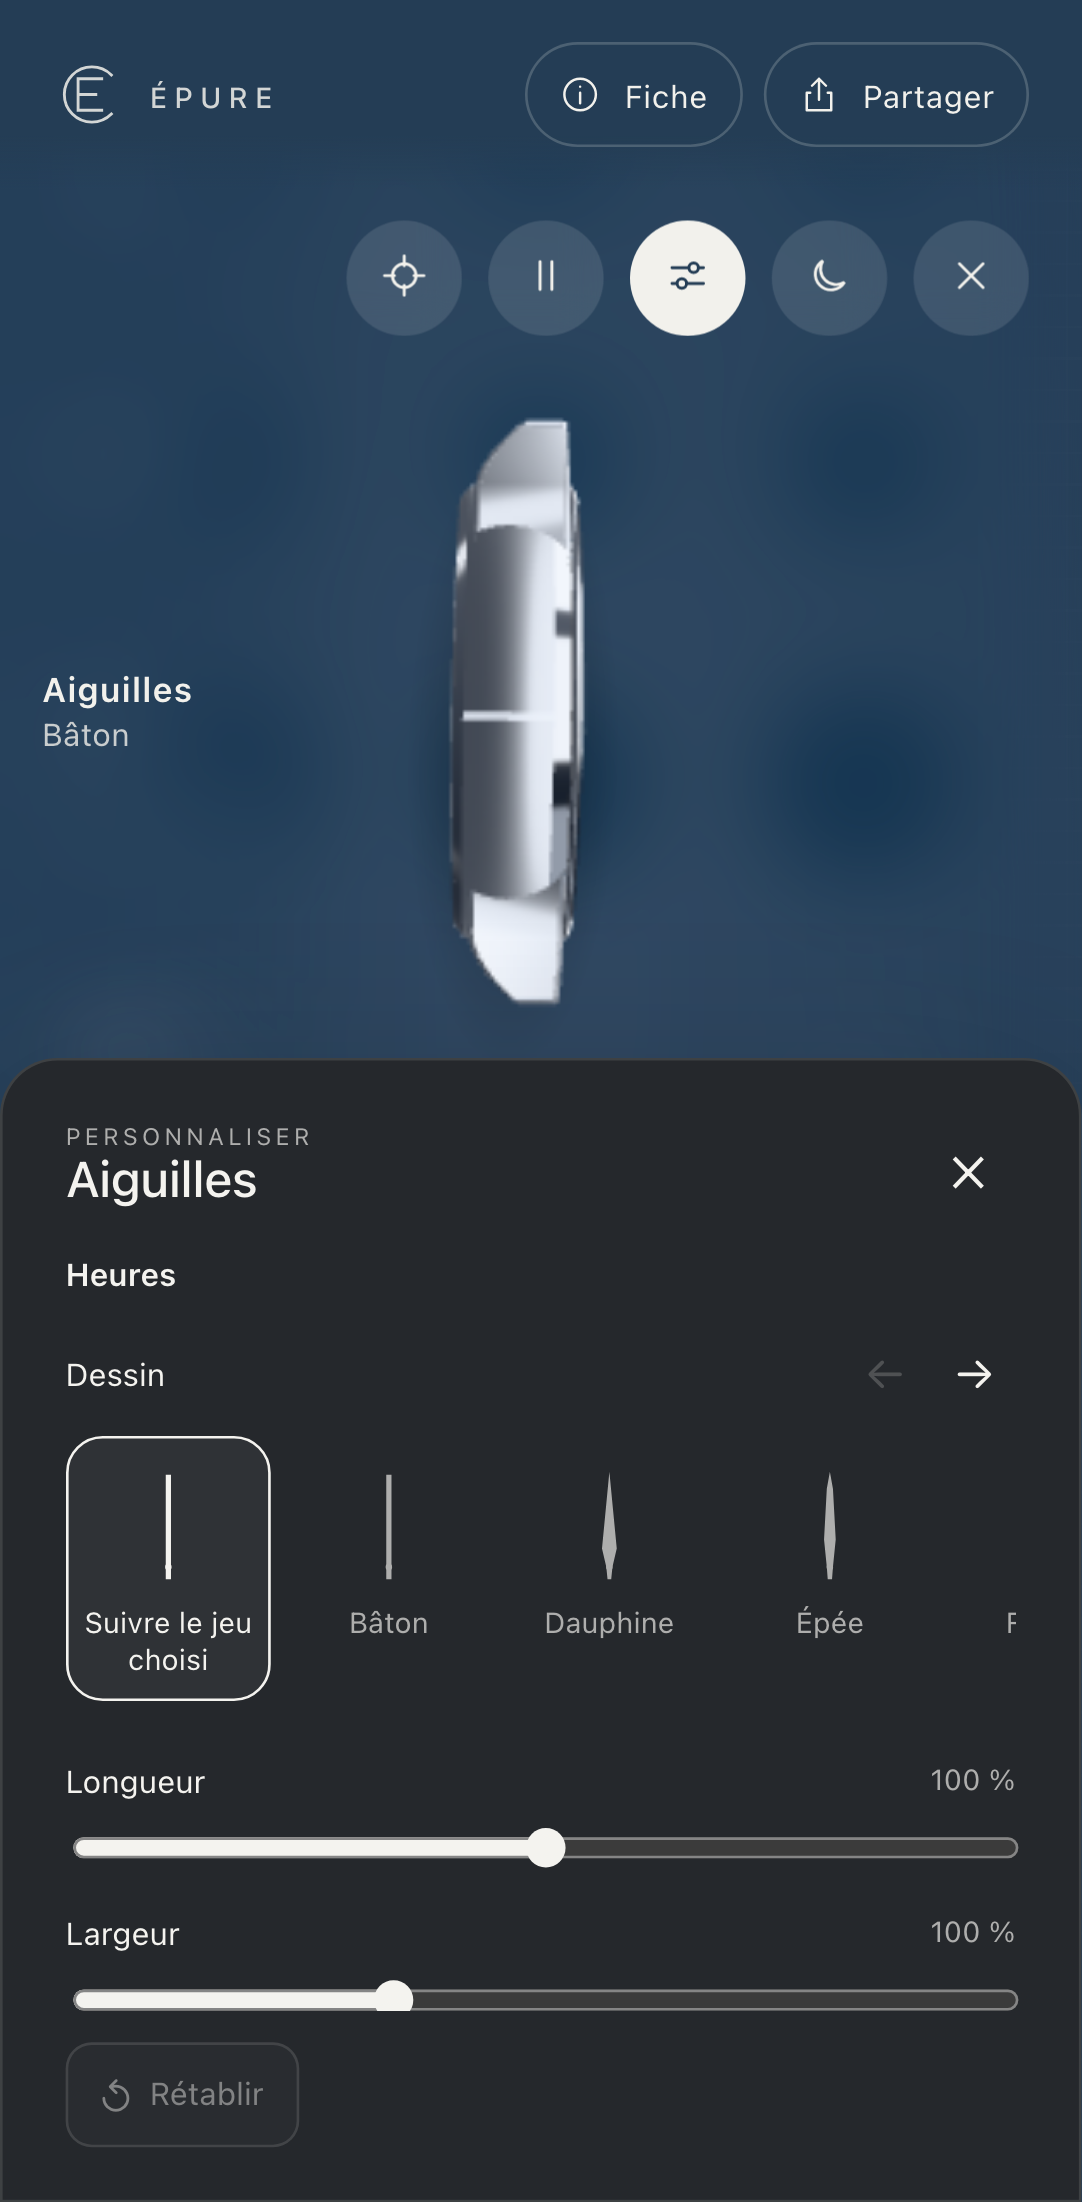 ÉPURE
Fiche
Partager
Aiguilles
Bâton
PERSONNALISER
Aiguilles
Heures
Dessin
Suivre le jeu
choisi
Bâton
Dauphine
Épée
Longueur
100 %
Largeur
100 %
Rétablir